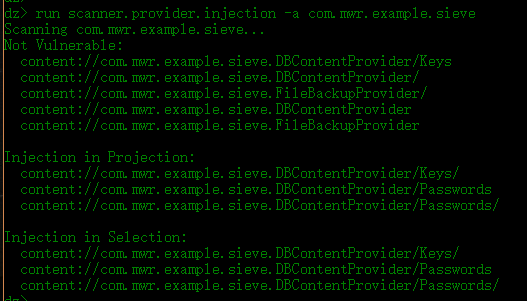 dz>
dz> run scanner.provider.injection -a com.mwr.example.sieve
Scanning com.mwr.example.sieve...
Not Vulnerable:
  content://com.mwr.example.sieve.DBContentProvider/Keys
  content://com.mwr.example.sieve.DBContentProvider/
  content://com.mwr.example.sieve.FileBackupProvider/
  content://com.mwr.example.sieve.DBContentProvider
  content://com.mwr.example.sieve.FileBackupProvider

Injection in Projection:
  content://com.mwr.example.sieve.DBContentProvider/Keys/
  content://com.mwr.example.sieve.DBContentProvider/Passwords
  content://com.mwr.example.sieve.DBContentProvider/Passwords/

Injection in Selection:
  content://com.mwr.example.sieve.DBContentProvider/Keys/
  content://com.mwr.example.sieve.DBContentProvider/Passwords
  content://com.mwr.example.sieve.DBContentProvider/Passwords/
dz>